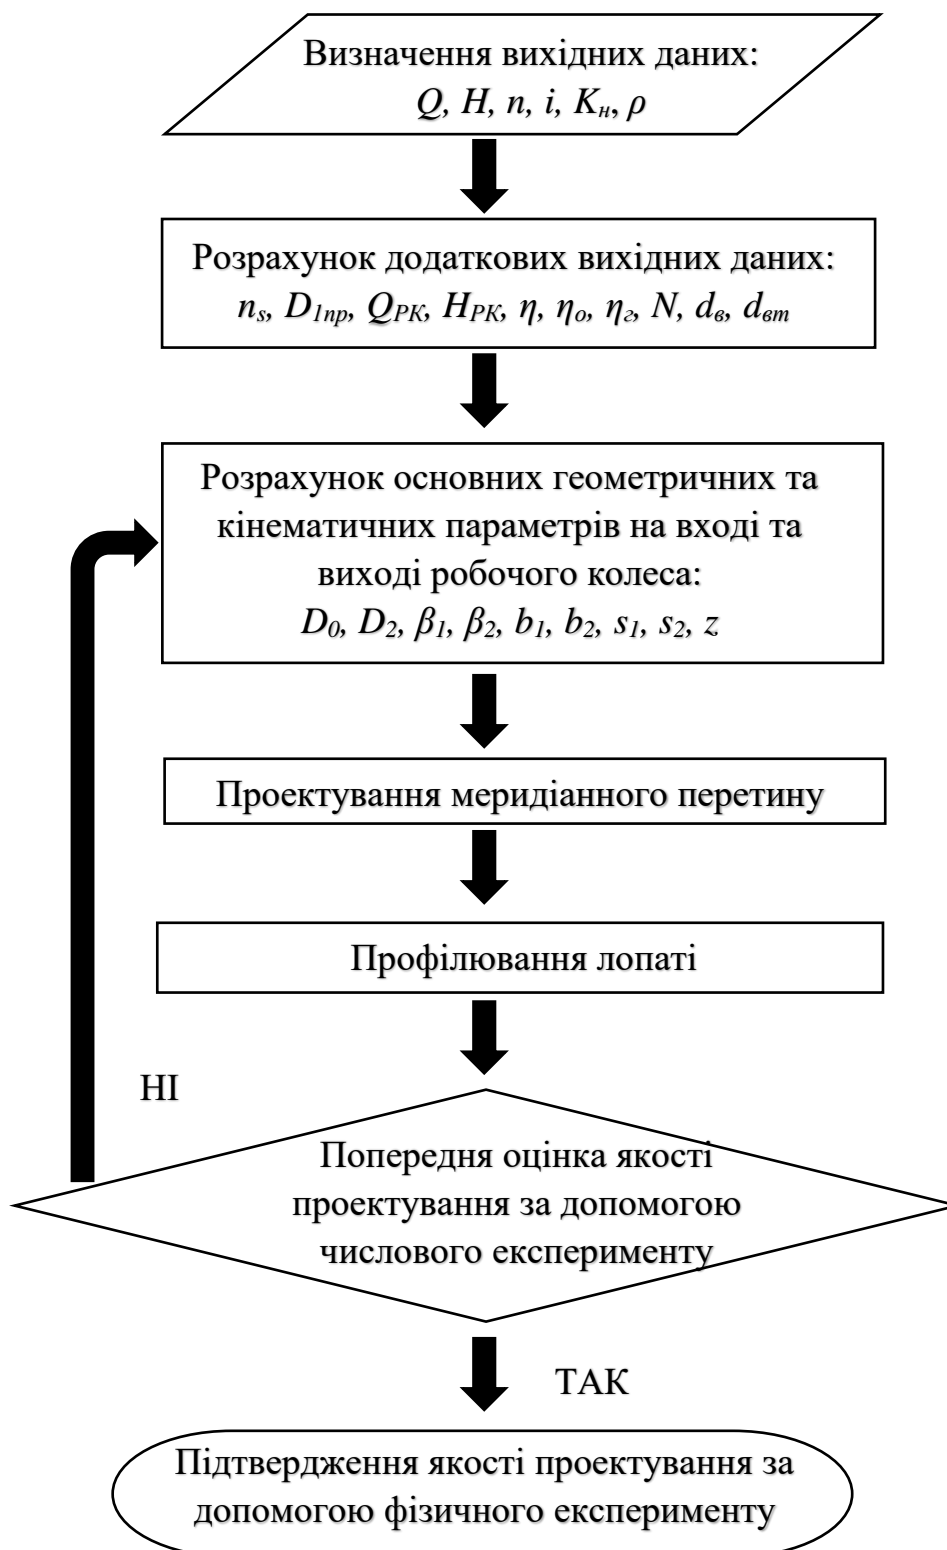 Визначення вихідних даних:
Q, H, n, i, Kн, ρ
Розрахунок додаткових вихідних даних:
ns, D1пр, QРК, HРК, η, ηо, ηг, N, dв, dвт
Розрахунок основних геометричних та
кінематичних параметрів на вході та
виході робочого колеса:
D0, D2, β1, β2, b1, b2, s1, s2, z
Проектування меридіанного перетину
Профілювання лопаті
НІ
Попередня оцінка якості
проектування за допомогою
числового експерименту
ТАК
Підтвердження якості проектування за
допомогою фізичного експерименту